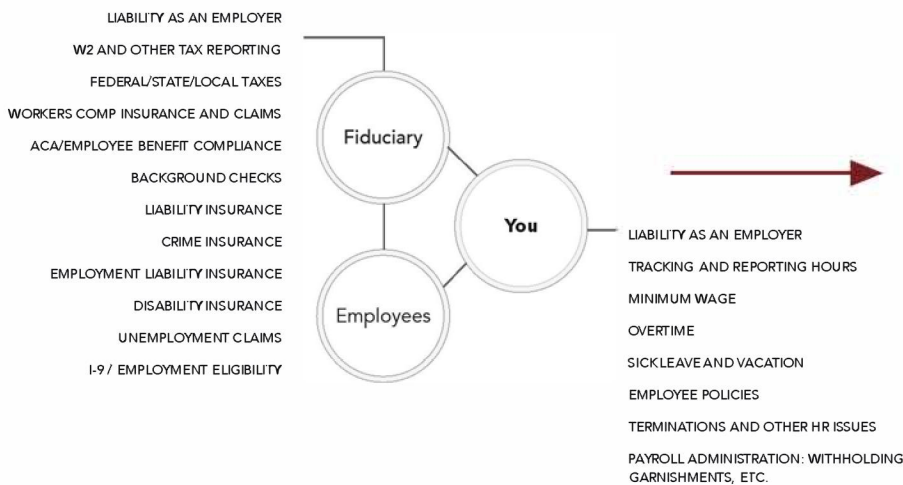 LIABILITY AS AN EMPLOYER
W2 AND OTHER TAX REPORTING
FEDERAL/STATE/LOCAL TAXES
WORKERS COMP INSURANCE AND CLAIMS
ACA/EMPLOYEE BENEFIT COMPLIANCE
BACKGROUND CHECKS
LIABILITY INSURANCE
CRIME INSURANCE
EMPLOYMENT LIABILITY INSURANCE
DISABILITY INSURANCE
UNEMPLOYMENT CLAIMS
I-9 / EMPLOYMENT ELIGIBILITY
Fiduciary
You
Employees
LIABILITY AS AN EMPLOYER
TRACKING AND REPORTING HOURS
MINIMUM WAGE
OVERTIME
SICK LEAVE AND VACATION
EMPLOYEE POLICIES
TERMINATIONS AND OTHER HR ISSUES
PAYROLL ADMINISTRATION: WITHHOLDING
GARNISHMENTS, ETC.